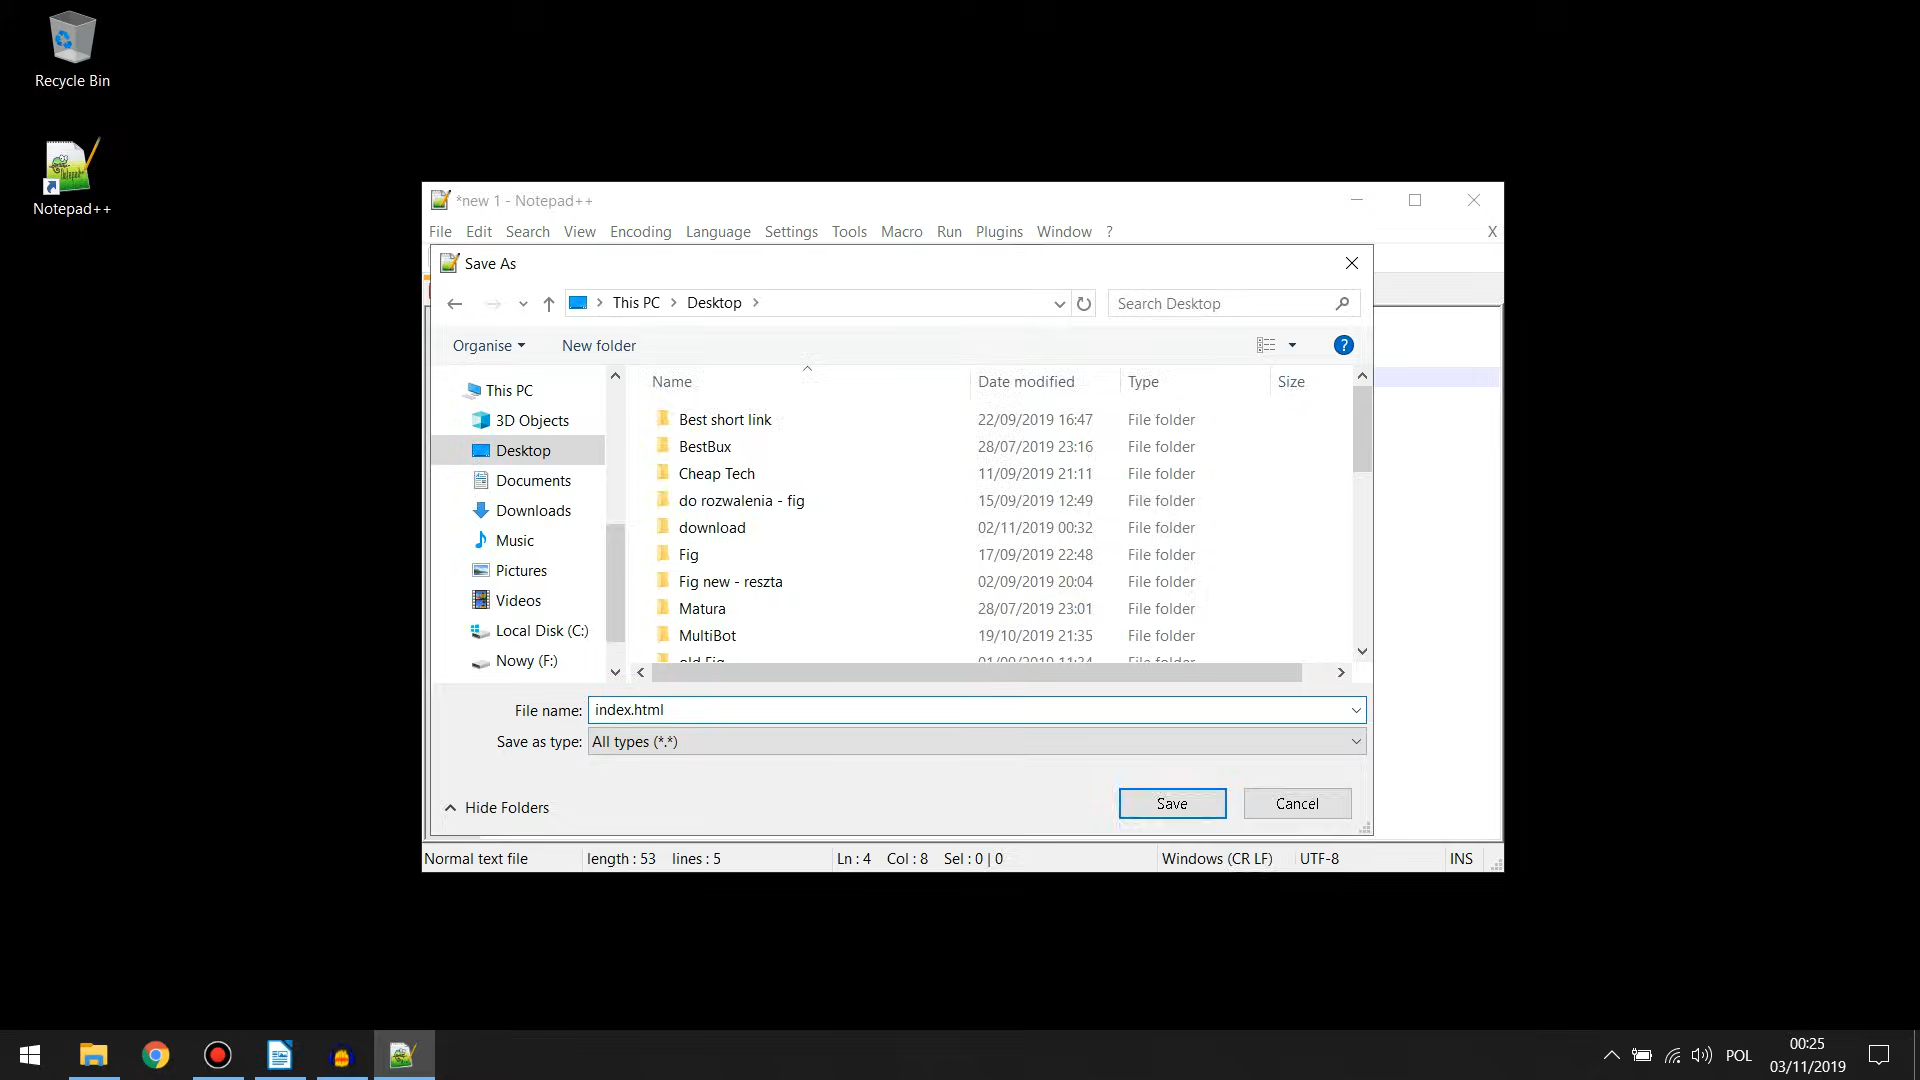 Recycle Bin
Notepad++
*new 1 - Notepad++
File Edit Search View Encoding Language Settings Tools Macro Run Plugins Window ? X
Save As
This PC Desktop
Search Desktop
Organise New folder
?
Name Date modified Type Size
This PC
3D Objects
Desktop
Documents
Downloads
Music
Pictures
Videos
Local Disk (C:)
Nowy (F:)
Best short link 22/09/2019 16:47 File folder
BestBux 28/07/2019 23:16 File folder
Cheap Tech 11/09/2019 21:11 File folder
do rozwalenia - fig 15/09/2019 12:49 File folder
download 02/11/2019 00:32 File folder
Fig 17/09/2019 22:48 File folder
Fig new - reszta 02/09/2019 20:04 File folder
Matura 28/07/2019 23:01 File folder
MultiBot 19/10/2019 21:35 File folder
old Fig File folder
File name: index.html
Save as type: All types (*.*)
Hide Folders
Save Cancel
Normal text file length : 53 lines : 5 Ln : 4 Col : 8 Sel : 0 | 0 Windows (CR LF) UTF-8 INS
POL
00:25
03/11/2019